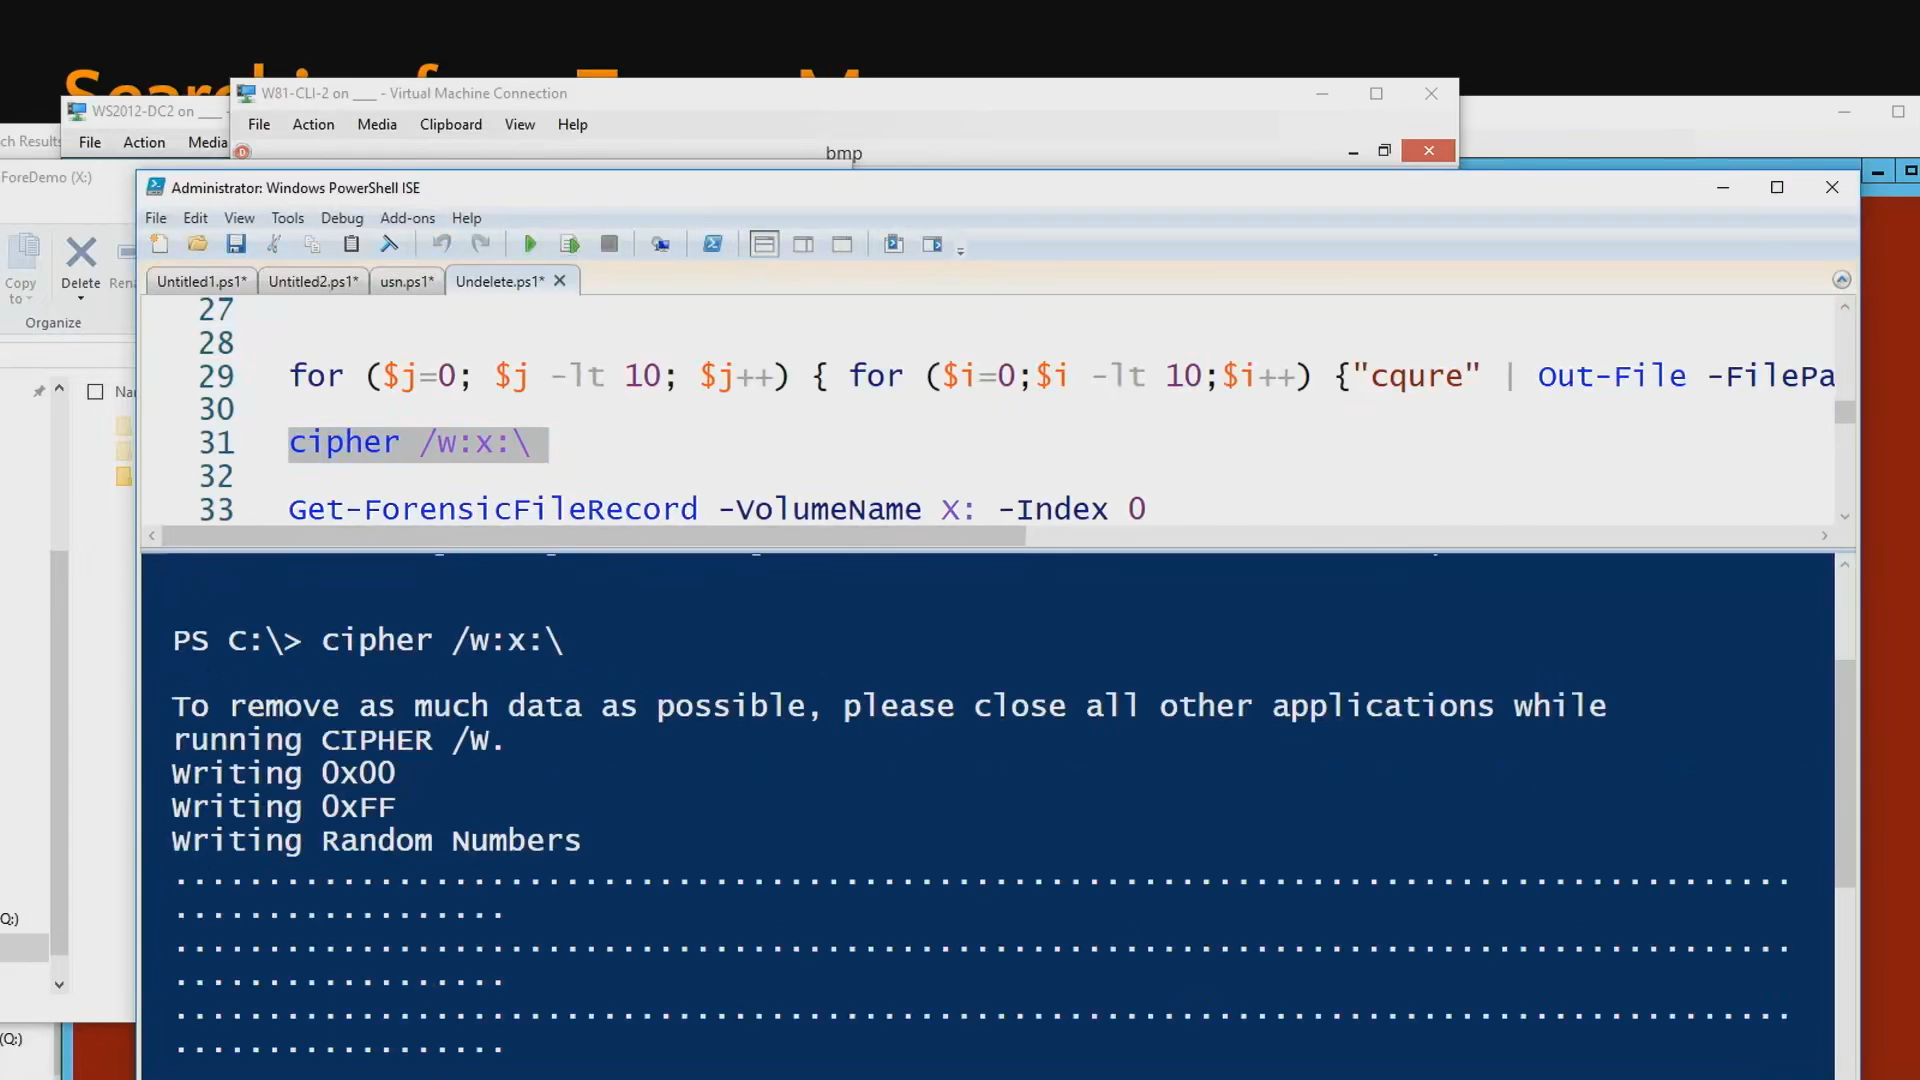 W81-CLI-2 on ___ - Virtual Machine Connection
WS2012-DC2 on ___ -
File Action Media Clipboard View Help
File Action Media
ch Results
bmp
ForeDemo (X:)
Administrator: Windows PowerShell ISE
File Edit View Tools Debug Add-ons Help
Copy to
Delete
Organize
Untitled1.ps1* Untitled2.ps1* usn.ps1* Undelete.ps1*
27
28
29 for ($j=0; $j -lt 10; $j++) { for ($i=0;$i -lt 10;$i++) {"cqure" | Out-File -FilePa
30
31 cipher /w:x:\
32
33 Get-ForensicFileRecord -VolumeName X: -Index 0
PS C:\> cipher /w:x:\
To remove as much data as possible, please close all other applications while
running CIPHER /W.
Writing 0x00
Writing 0xFF
Writing Random Numbers
Q:)
(Q:)